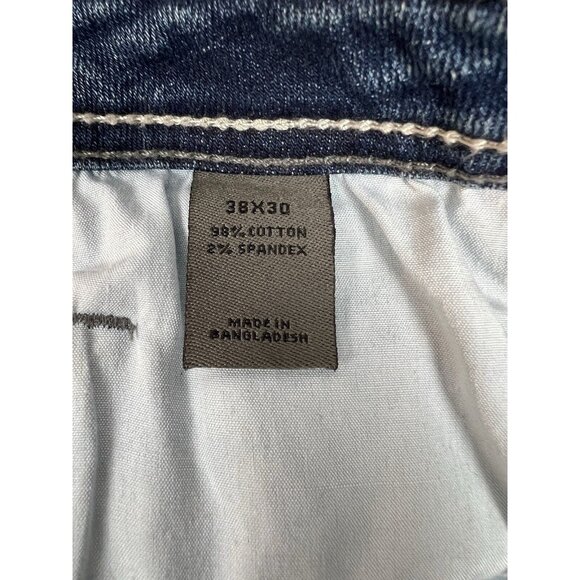 38X30
98% COTTON
2% SPANDEX
MADE IN
BANGLADESH